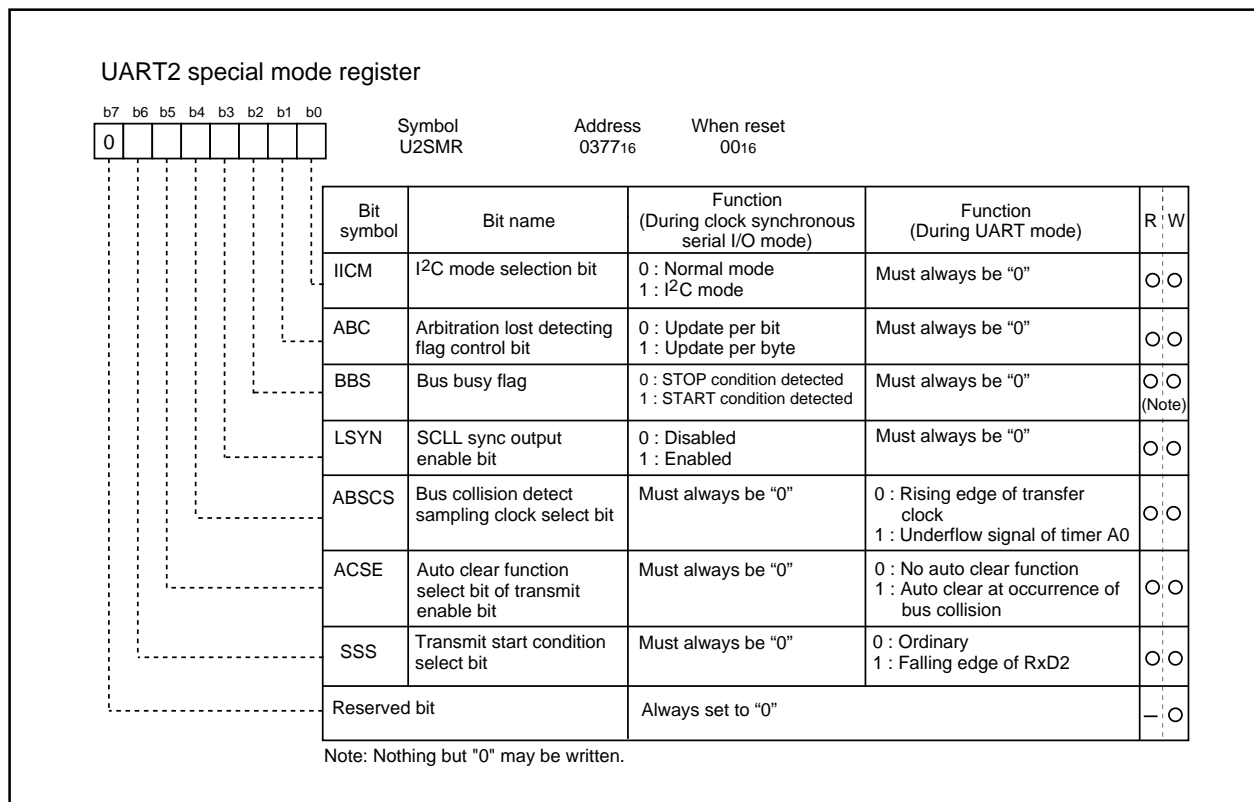 UART2 special mode register
b7 b6 b5 b4 b3 b2 b1 b0
0
Symbol Address When reset
U2SMR 037716 0016
Bit symbol
Bit name
Function
(During clock synchronous
serial I/O mode)
Function
(During UART mode)
R W
IICM
I2C mode selection bit
0 : Normal mode
1 : I2C mode
Must always be “0”
ABC
Arbitration lost detecting
flag control bit
0 : Update per bit
1 : Update per byte
Must always be “0”
BBS
Bus busy flag
0 : STOP condition detected
1 : START condition detected
Must always be “0”
(Note)
LSYN
SCLL sync output
enable bit
0 : Disabled
1 : Enabled
Must always be “0”
ABSCS
Bus collision detect
sampling clock select bit
Must always be “0”
0 : Rising edge of transfer
clock
1 : Underflow signal of timer A0
ACSE
Auto clear function
select bit of transmit
enable bit
Must always be “0”
0 : No auto clear function
1 : Auto clear at occurrence of
bus collision
SSS
Transmit start condition
select bit
Must always be “0”
0 : Ordinary
1 : Falling edge of RxD2
Reserved bit
Always set to “0”
–
Note: Nothing but "0" may be written.